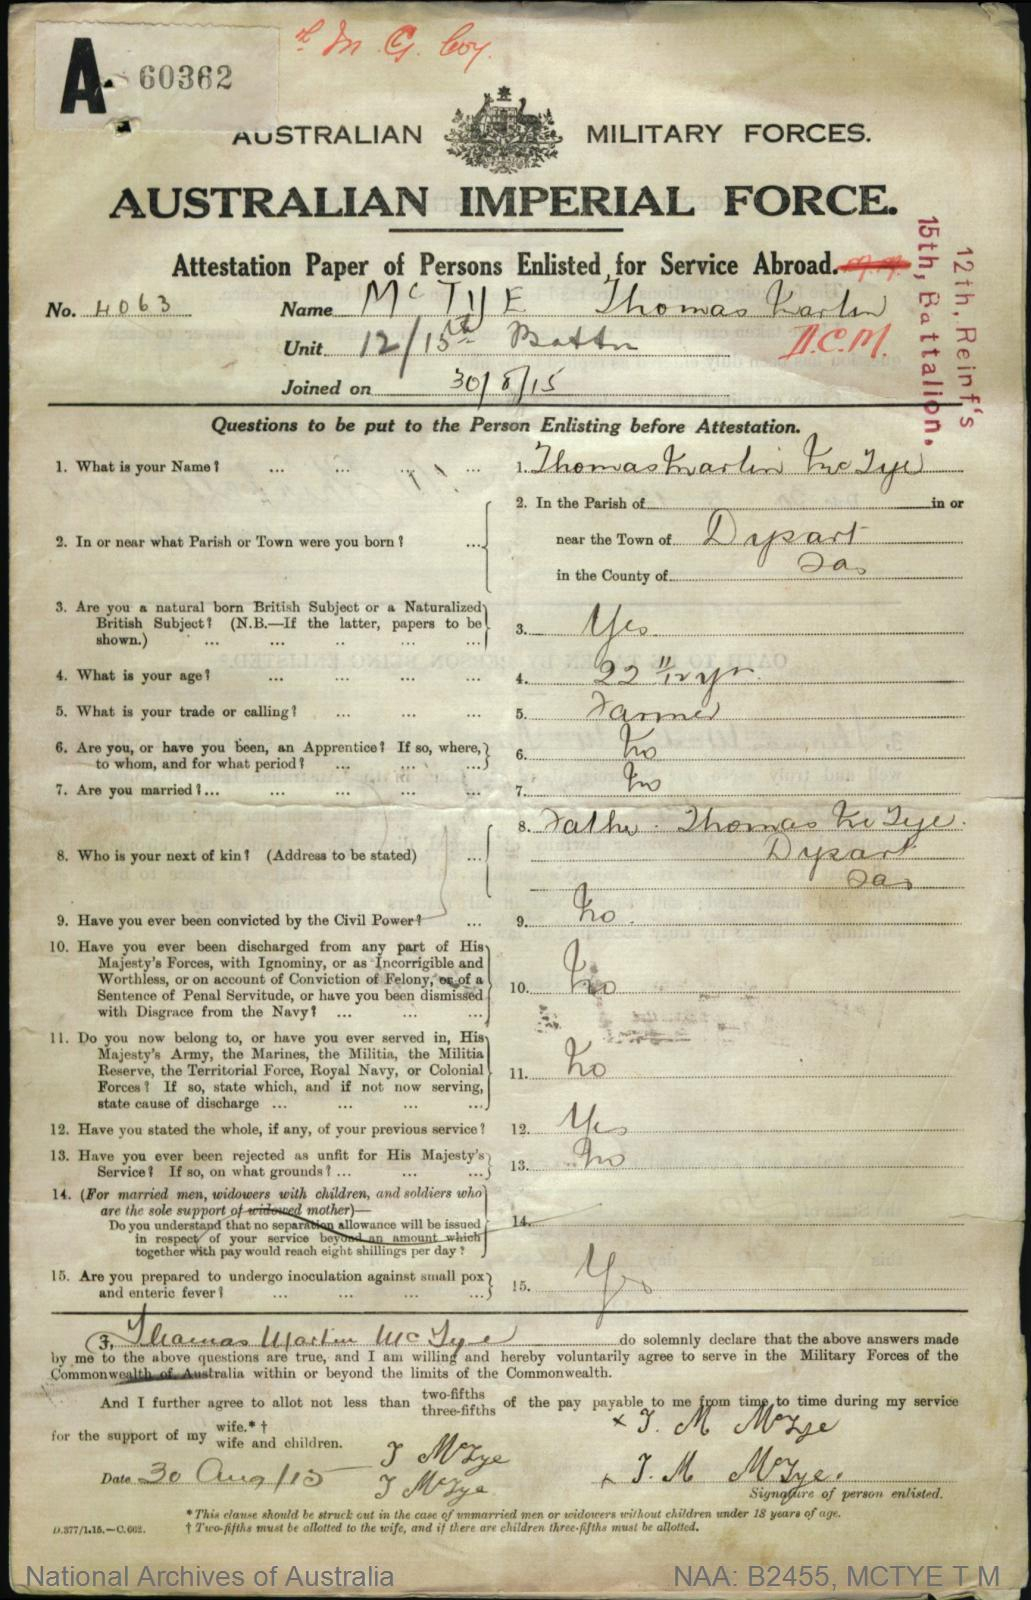 A 60362
M. G. Coy.
AUSTRALIAN MILITARY FORCES.
AUSTRALIAN IMPERIAL FORCE.
Attestation Paper of Persons Enlisted for Service Abroad.
12th, Reinf's
15th, Battalion.
No. 4063 Name McTYE Thomas Martin
Unit 12/15th Battn D.C.M.
Joined on 30/8/15
Questions to be put to the Person Enlisting before Attestation.
1. What is your Name? ... ... ... ... 1. Thomas Martin McTye
2. In the Parish of in or
2. In or near what Parish or Town were you born? ... near the Town of Dysart
in the County of Tas
3. Are you a natural born British Subject or a Naturalized
British Subject? (N.B.—If the latter, papers to be 3. Yes
shown.) ... ... .. .. ...
4. What is your age? ... ... ... ... 4. 22 11/12 yrs.
5. What is your trade or calling? ... ... ... 5. Farmer
6. Are you, or have you been, an Apprentice? If so, where, 6. No
to whom, and for what period? ... ... ...
7. Are you married?... ... ... ... ... 7. No
8. Father. Thomas McTye.
8. Who is your next of kin? (Address to be stated) ... Dysart
Tas
9. Have you ever been convicted by the Civil Power? ... 9. No.
10. Have you ever been discharged from any part of His
Majesty's Forces, with Ignominy, or as Incorrigible and
Worthless, or on account of Conviction of Felony, or of a 10. No
Sentence of Penal Servitude, or have you been dismissed
with Disgrace from the Navy? ... ... ...
11. Do you now belong to, or have you ever served in, His
Majesty's Army, the Marines, the Militia, the Militia
Reserve, the Territorial Force, Royal Navy, or Colonial 11. No
Forces? If so, state which, and if not now serving,
state cause of discharge ... ... ... ...
12. Have you stated the whole, if any, of your previous service? 12. Yes
13. Have you ever been rejected as unfit for His Majesty's 13. No
Service? If so, on what grounds? ... ... ...
14. (For married men, widowers with children, and soldiers who
are the sole support of widowed mother)—
Do you understand that no separation allowance will be issued 14.
in respect of your service beyond an amount which
together with pay would reach eight shillings per day?
15. Are you prepared to undergo inoculation against small pox 15. Yes
and enteric fever? ... ... ... ...
I, Thomas Martin McTye do solemnly declare that the above answers made
by me to the above questions are true, and I am willing and hereby voluntarily agree to serve in the Military Forces of the
Commonwealth of Australia within or beyond the limits of the Commonwealth.
And I further agree to allot not less than two-fifths three-fifths of the pay payable to me from time to time during my service
for the support of my wife.* † wife and children. x T. M McTye
T McTye
Date 30 Aug/15 T McTye x T. M McTye.
Signature of person enlisted.
* This clause should be struck out in the case of unmarried men or widowers without children under 18 years of age.
D.377/1.15.—C.662. † Two-fifths must be allotted to the wife, and if there are children three-fifths must be allotted.
National Archives of Australia NAA: B2455, MCTYE T M